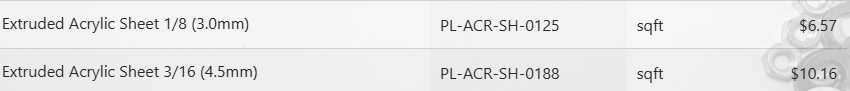 Extruded Acrylic Sheet 1/8 (3.0mm) PL-ACR-SH-0125 sqft $6.57
Extruded Acrylic Sheet 3/16 (4.5mm) PL-ACR-SH-0188 sqft $10.16